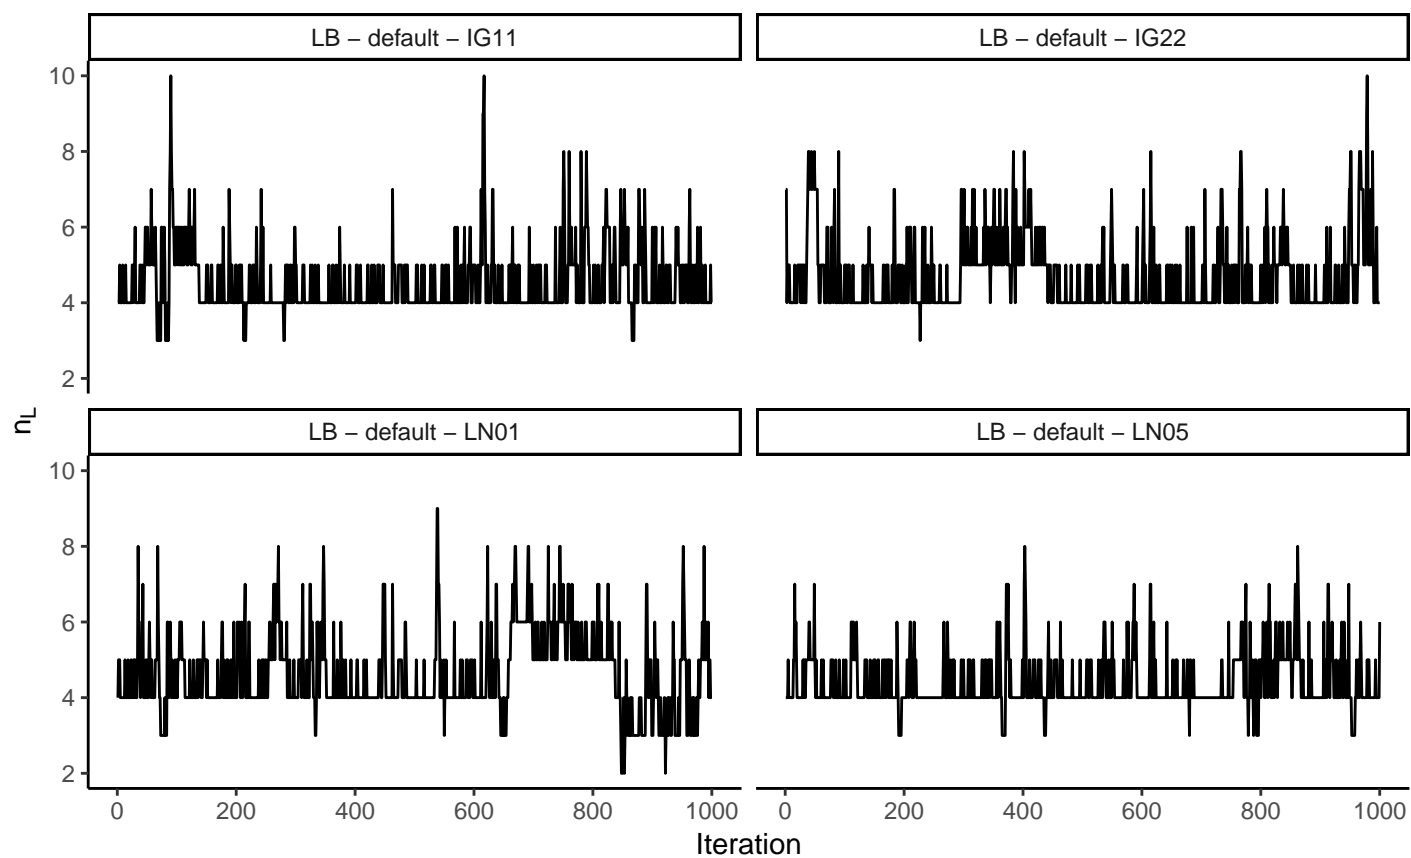 LB – default – IG11
LB – default – IG22
10
8
6
4
2
n_L
LB – default – LN01
LB – default – LN05
10
8
6
4
2
0 200 400 600 800 1000
0 200 400 600 800 1000
Iteration